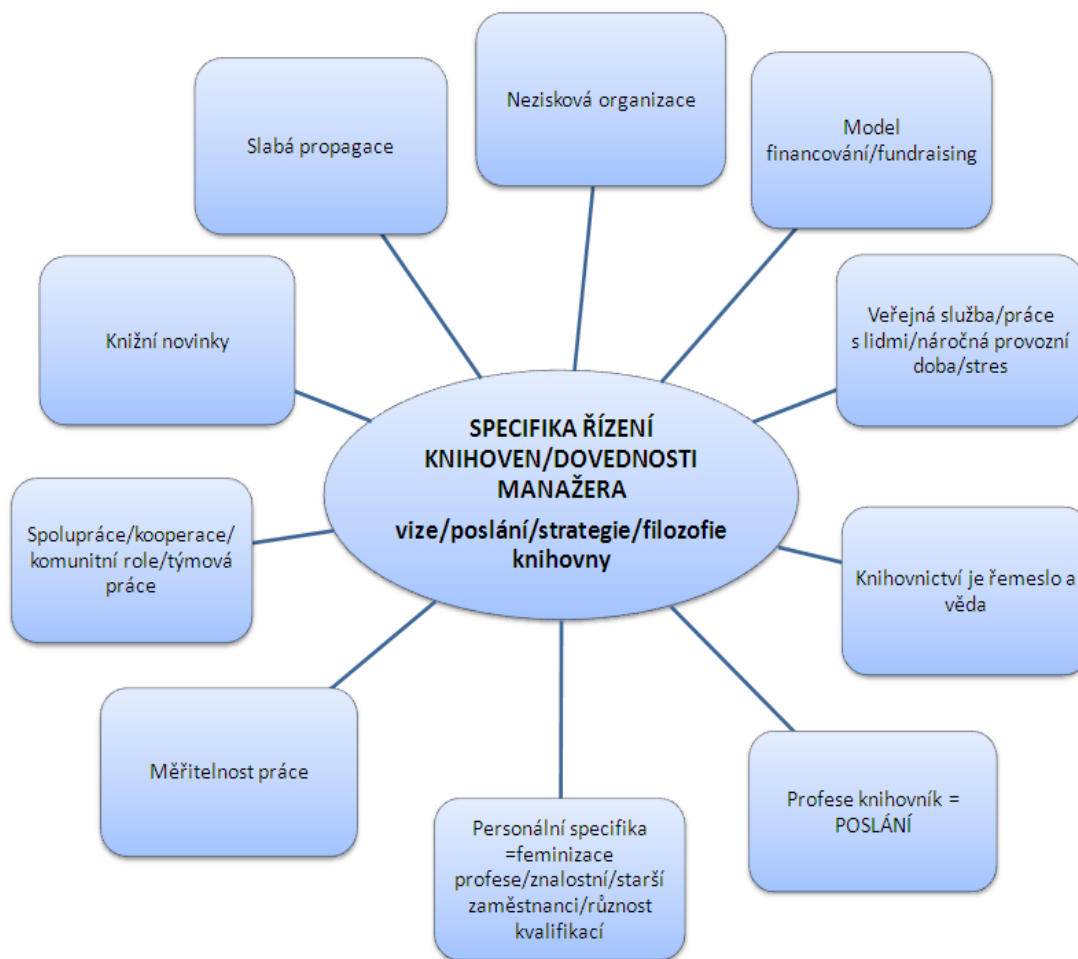 Nezisková organizace
Slabá propagace
Model
financování/fundraising
Knižní novinky
Veřejná služba/práce
s lidmi/náročná provozní
doba/stres
SPECIFIKA ŘÍZENÍ
KNIHOVEN/DOVEDNOSTI
MANAŽERA
vize/poslání/strategie/filozofie
knihovny
Spolupráce/kooperace/
komunitní role/týmová
práce
Knihovnictví je řemeslo a
věda
Měřitelnost práce
Profese knihovník =
POSLÁNÍ
Personální specifika
=feminizace
profese/znalostní/starší
zaměstnanci/různost
kvalifikací